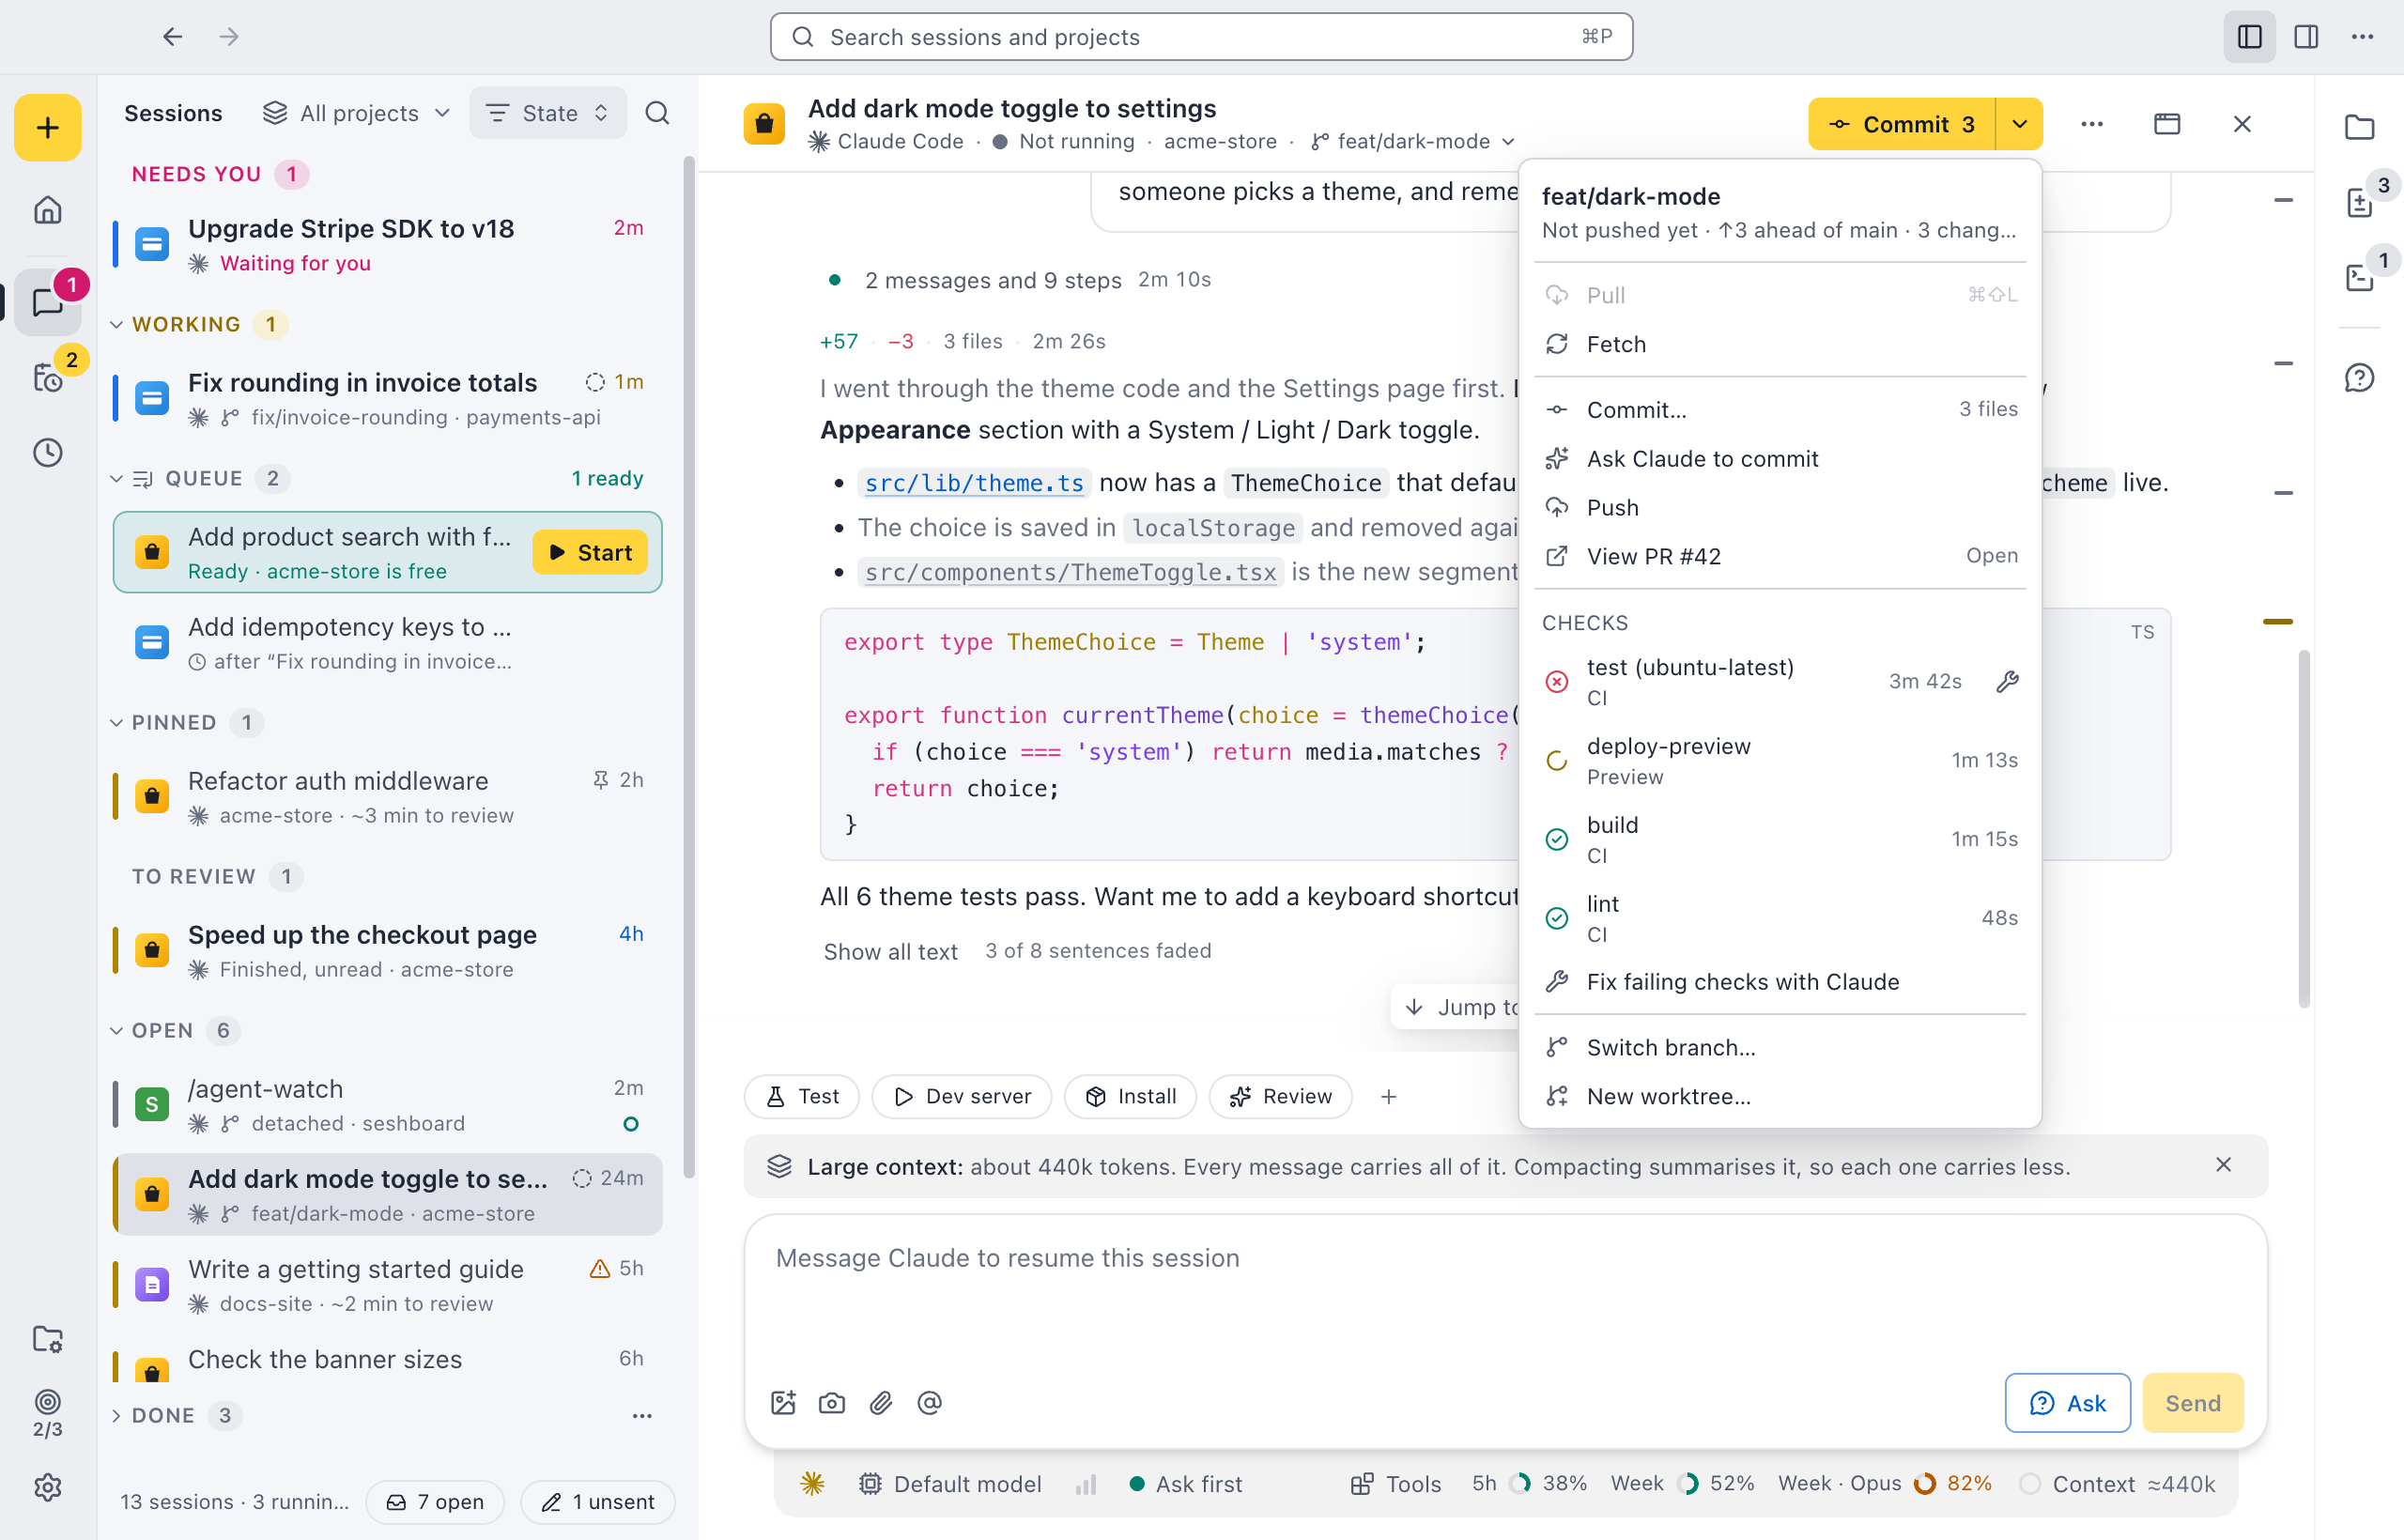 Search sessions and projects ⌘P
Sessions All projects State
NEEDS YOU 1
Upgrade Stripe SDK to v18 2m
Waiting for you
WORKING 1
Fix rounding in invoice totals 1m
fix/invoice-rounding · payments-api
QUEUE 2 1 ready
Add product search with f...
Ready · acme-store is free
Start
Add idempotency keys to ...
after “Fix rounding in invoice...
PINNED 1
Refactor auth middleware 2h
acme-store · ~3 min to review
TO REVIEW 1
Speed up the checkout page 4h
Finished, unread · acme-store
OPEN 6
/agent-watch 2m
S
detached · seshboard
Add dark mode toggle to se... 24m
feat/dark-mode · acme-store
Write a getting started guide 5h
docs-site · ~2 min to review
Check the banner sizes 6h
DONE 3
13 sessions · 3 runnin... 7 open 1 unsent
1
2
2/3
Add dark mode toggle to settings
Claude Code · Not running · acme-store · feat/dark-mode
Commit 3
someone picks a theme, and reme
2 messages and 9 steps 2m 10s
+57 · −3 · 3 files · 2m 26s
I went through the theme code and the Settings page first.
Appearance section with a System / Light / Dark toggle.
src/lib/theme.ts now has a ThemeChoice that defau
cheme live.
The choice is saved in localStorage and removed agai
src/components/ThemeToggle.tsx is the new segment
TS
export type ThemeChoice = Theme | 'system';
export function currentTheme(choice = themeChoice(
if (choice === 'system') return media.matches ?
return choice;
}
All 6 theme tests pass. Want me to add a keyboard shortcut
Show all text 3 of 8 sentences faded
Jump to
feat/dark-mode
Not pushed yet · ↑3 ahead of main · 3 chang...
Pull ⌘⇧L
Fetch
Commit... 3 files
Ask Claude to commit
Push
View PR #42 Open
CHECKS
test (ubuntu-latest) 3m 42s
CI
deploy-preview 1m 13s
Preview
build 1m 15s
CI
lint 48s
CI
Fix failing checks with Claude
Switch branch...
New worktree...
Test Dev server Install Review
Large context: about 440k tokens. Every message carries all of it. Compacting summarises it, so each one carries less.
Message Claude to resume this session
Ask Send
Default model Ask first Tools 5h 38% Week 52% Week · Opus 82% Context ≈440k
3
1